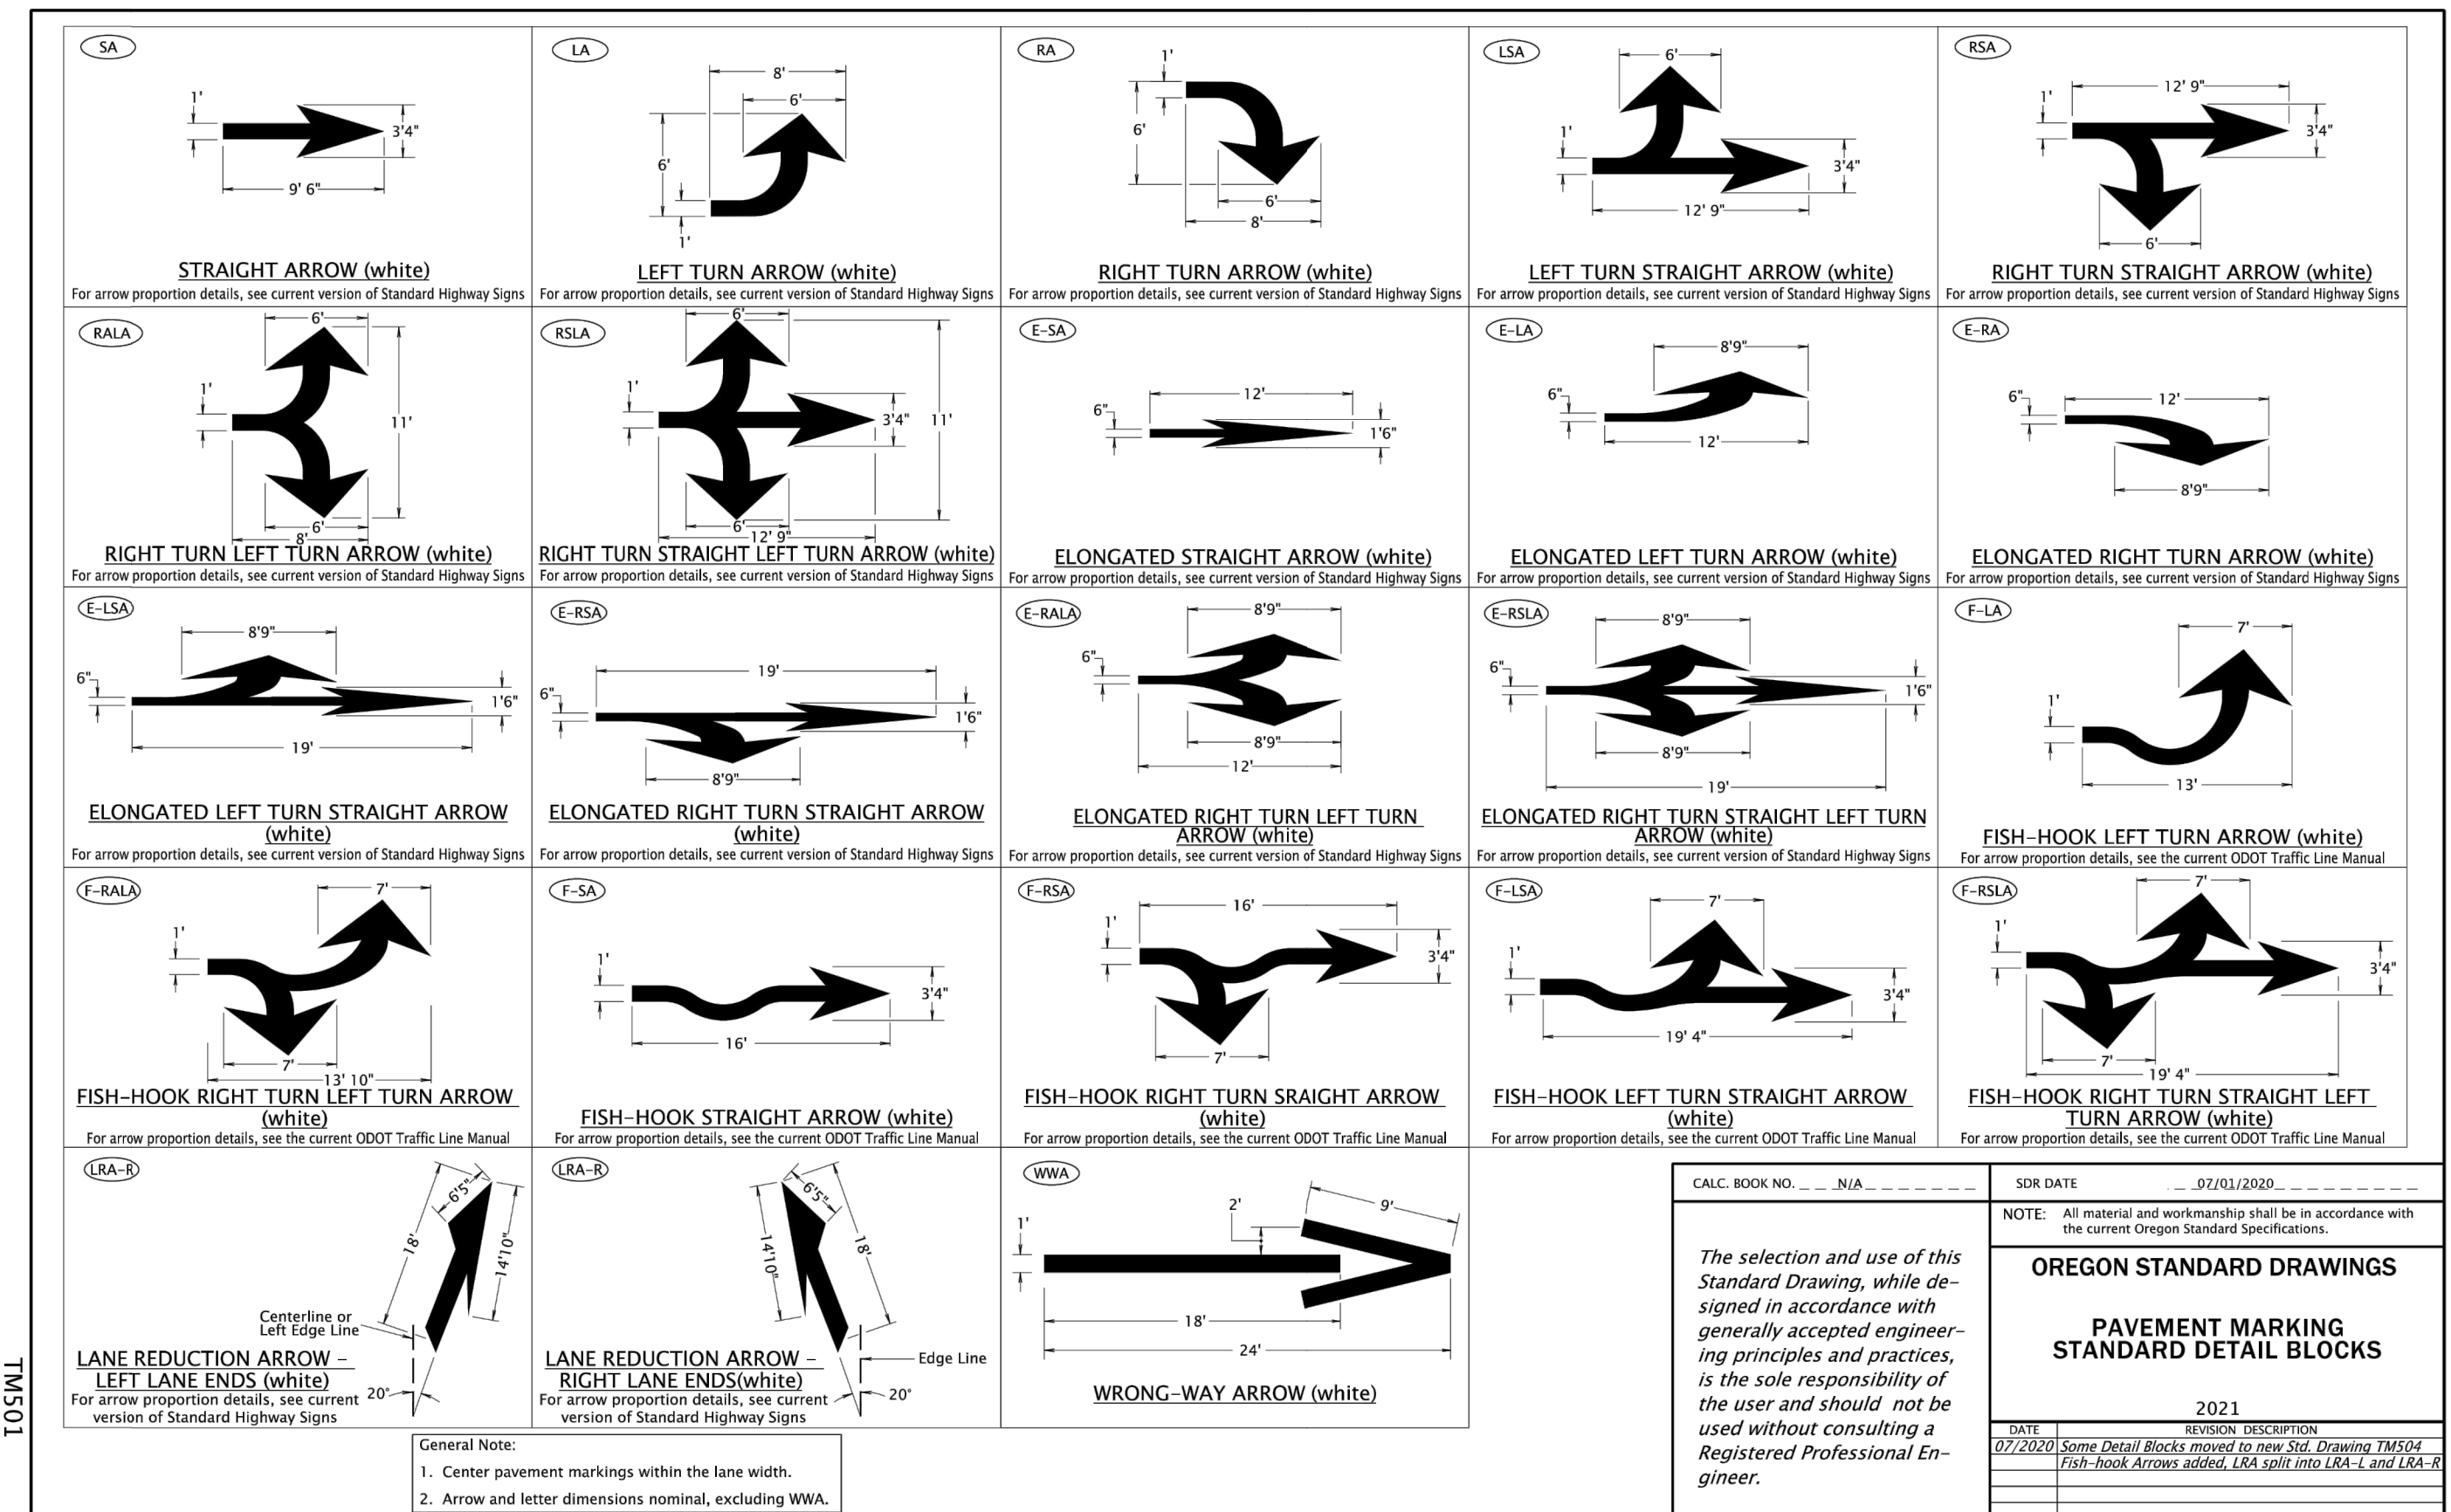 SA
1'
3'4"
9' 6"
STRAIGHT ARROW (white)
For arrow proportion details, see current version of Standard Highway Signs
LA
8'
6'
6'
1'
LEFT TURN ARROW (white)
For arrow proportion details, see current version of Standard Highway Signs
RA
1'
6'
6'
8'
RIGHT TURN ARROW (white)
For arrow proportion details, see current version of Standard Highway Signs
LSA
6'
1'
3'4"
12' 9"
LEFT TURN STRAIGHT ARROW (white)
For arrow proportion details, see current version of Standard Highway Signs
RSA
12' 9"
1'
3'4"
6'
RIGHT TURN STRAIGHT ARROW (white)
For arrow proportion details, see current version of Standard Highway Signs
RALA
6'
1'
11'
6'
8'
RIGHT TURN LEFT TURN ARROW (white)
For arrow proportion details, see current version of Standard Highway Signs
RSLA
6'
1'
3'4"
11'
6'
12' 9"
RIGHT TURN STRAIGHT LEFT TURN ARROW (white)
For arrow proportion details, see current version of Standard Highway Signs
E-SA
12'
6"
1'6"
ELONGATED STRAIGHT ARROW (white)
For arrow proportion details, see current version of Standard Highway Signs
E-LA
8'9"
6"
12'
ELONGATED LEFT TURN ARROW (white)
For arrow proportion details, see current version of Standard Highway Signs
E-RA
6"
12'
8'9"
ELONGATED RIGHT TURN ARROW (white)
For arrow proportion details, see current version of Standard Highway Signs
E-LSA
8'9"
6"
1'6"
19'
ELONGATED LEFT TURN STRAIGHT ARROW
(white)
For arrow proportion details, see current version of Standard Highway Signs
E-RSA
19'
6"
1'6"
8'9"
ELONGATED RIGHT TURN STRAIGHT ARROW
(white)
For arrow proportion details, see current version of Standard Highway Signs
E-RALA
8'9"
6"
8'9"
12'
ELONGATED RIGHT TURN LEFT TURN
ARROW (white)
For arrow proportion details, see current version of Standard Highway Signs
E-RSLA
8'9"
6"
1'6"
8'9"
19'
ELONGATED RIGHT TURN STRAIGHT LEFT TURN
ARROW (white)
For arrow proportion details, see current version of Standard Highway Signs
F-LA
7'
1'
13'
FISH-HOOK LEFT TURN ARROW (white)
For arrow proportion details, see the current ODOT Traffic Line Manual
F-RALA
7'
1'
7'
13' 10"
FISH-HOOK RIGHT TURN LEFT TURN ARROW
(white)
For arrow proportion details, see the current ODOT Traffic Line Manual
F-SA
1'
3'4"
16'
FISH-HOOK STRAIGHT ARROW (white)
For arrow proportion details, see the current ODOT Traffic Line Manual
F-RSA
16'
1'
3'4"
7'
FISH-HOOK RIGHT TURN SRAIGHT ARROW
(white)
For arrow proportion details, see the current ODOT Traffic Line Manual
F-LSA
7'
1'
3'4"
19' 4"
FISH-HOOK LEFT TURN STRAIGHT ARROW
(white)
For arrow proportion details, see the current ODOT Traffic Line Manual
F-RSLA
7'
1'
3'4"
7'
19' 4"
FISH-HOOK RIGHT TURN STRAIGHT LEFT
TURN ARROW (white)
For arrow proportion details, see the current ODOT Traffic Line Manual
LRA-R
6'5"
18'
14'10"
Centerline or
Left Edge Line
LANE REDUCTION ARROW -
LEFT LANE ENDS (white)
For arrow proportion details, see current
version of Standard Highway Signs
20°
LRA-R
6'5"
14'10"
18'
Edge Line
LANE REDUCTION ARROW -
RIGHT LANE ENDS(white)
For arrow proportion details, see current
version of Standard Highway Signs
20°
WWA
2'
9'
1'
18'
24'
WRONG-WAY ARROW (white)
General Note:
1. Center pavement markings within the lane width.
2. Arrow and letter dimensions nominal, excluding WWA.
CALC. BOOK NO. N/A
SDR DATE 07/01/2020
NOTE: All material and workmanship shall be in accordance with
the current Oregon Standard Specifications.
The selection and use of this
Standard Drawing, while de-
signed in accordance with
generally accepted engineer-
ing principles and practices,
is the sole responsibility of
the user and should not be
used without consulting a
Registered Professional En-
gineer.
OREGON STANDARD DRAWINGS
PAVEMENT MARKING
STANDARD DETAIL BLOCKS
2021
DATE REVISION DESCRIPTION
07/2020 Some Detail Blocks moved to new Std. Drawing TM504
Fish-hook Arrows added, LRA split into LRA-L and LRA-R
TM501